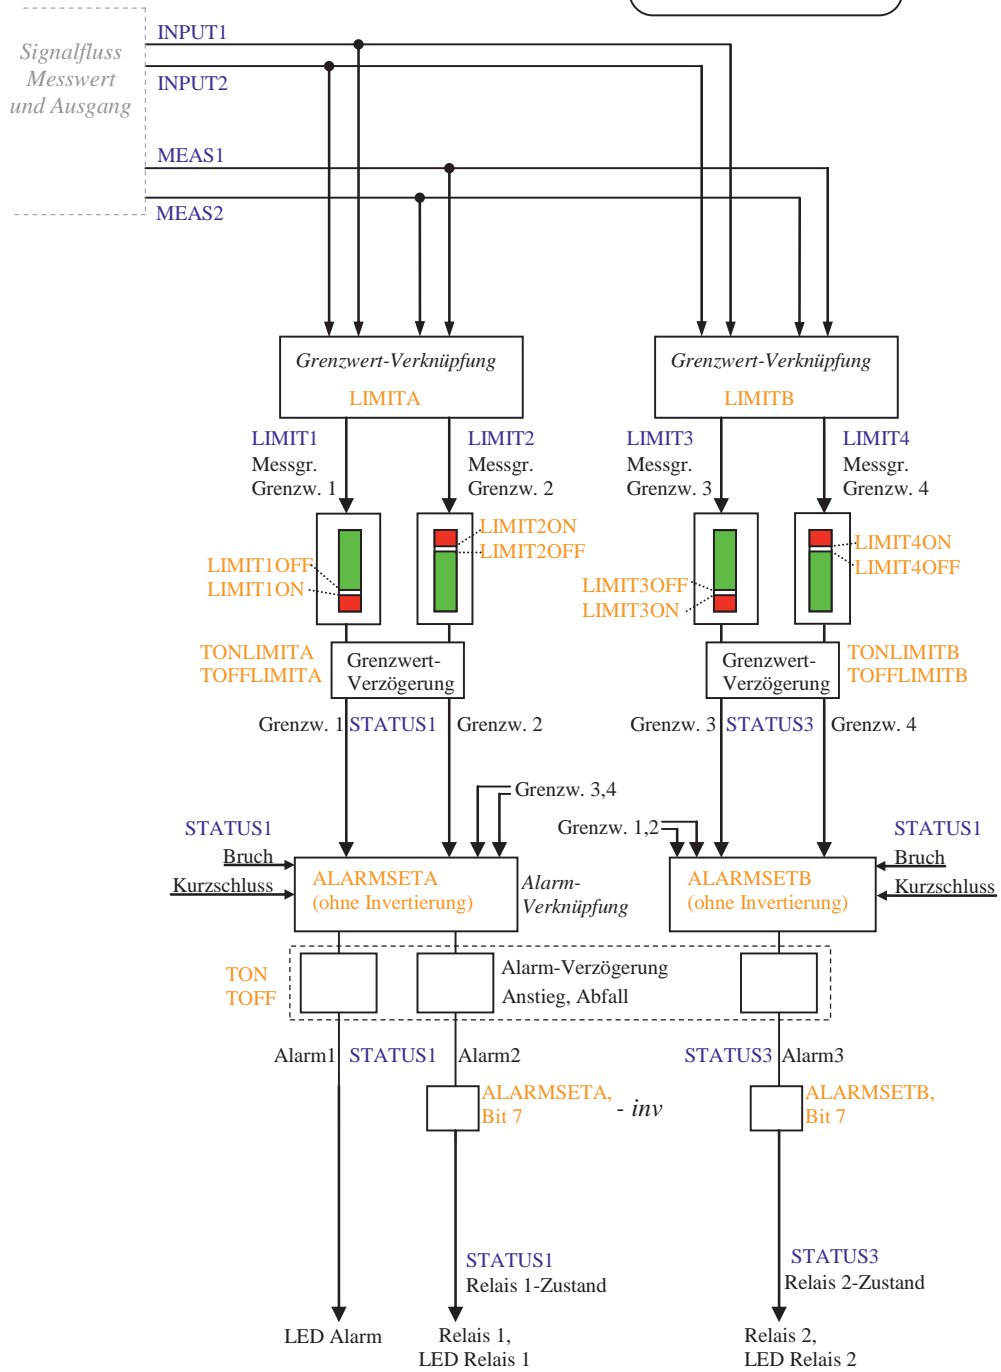 Signalfluss
Messwert
und Ausgang
INPUT1
INPUT2
MEAS1
MEAS2
Grenzwert-Verknüpfung
LIMITA
Grenzwert-Verknüpfung
LIMITB
LIMIT1
Messgr.
Grenzw. 1
LIMIT2
Messgr.
Grenzw. 2
LIMIT3
Messgr.
Grenzw. 3
LIMIT4
Messgr.
Grenzw. 4
LIMIT1OFF
LIMIT1ON
LIMIT2ON
LIMIT2OFF
LIMIT3OFF
LIMIT3ON
LIMIT4ON
LIMIT4OFF
TONLIMITA
TOFFLIMITA
Grenzwert-
Verzögerung
Grenzwert-
Verzögerung
TONLIMITB
TOFFLIMITB
Grenzw. 1 STATUS1 Grenzw. 2
Grenzw. 3 STATUS3 Grenzw. 4
Grenzw. 3,4
Grenzw. 1,2
STATUS1
Bruch
Kurzschluss
ALARMSETA
(ohne Invertierung)
Alarm-
Verknüpfung
ALARMSETB
(ohne Invertierung)
STATUS1
Bruch
Kurzschluss
TON
TOFF
Alarm-Verzögerung
Anstieg, Abfall
Alarm1 STATUS1 Alarm2
STATUS3 Alarm3
ALARMSETA,
Bit 7
- inv
ALARMSETB,
Bit 7
STATUS1
Relais 1-Zustand
STATUS3
Relais 2-Zustand
LED Alarm
Relais 1,
LED Relais 1
Relais 2,
LED Relais 2